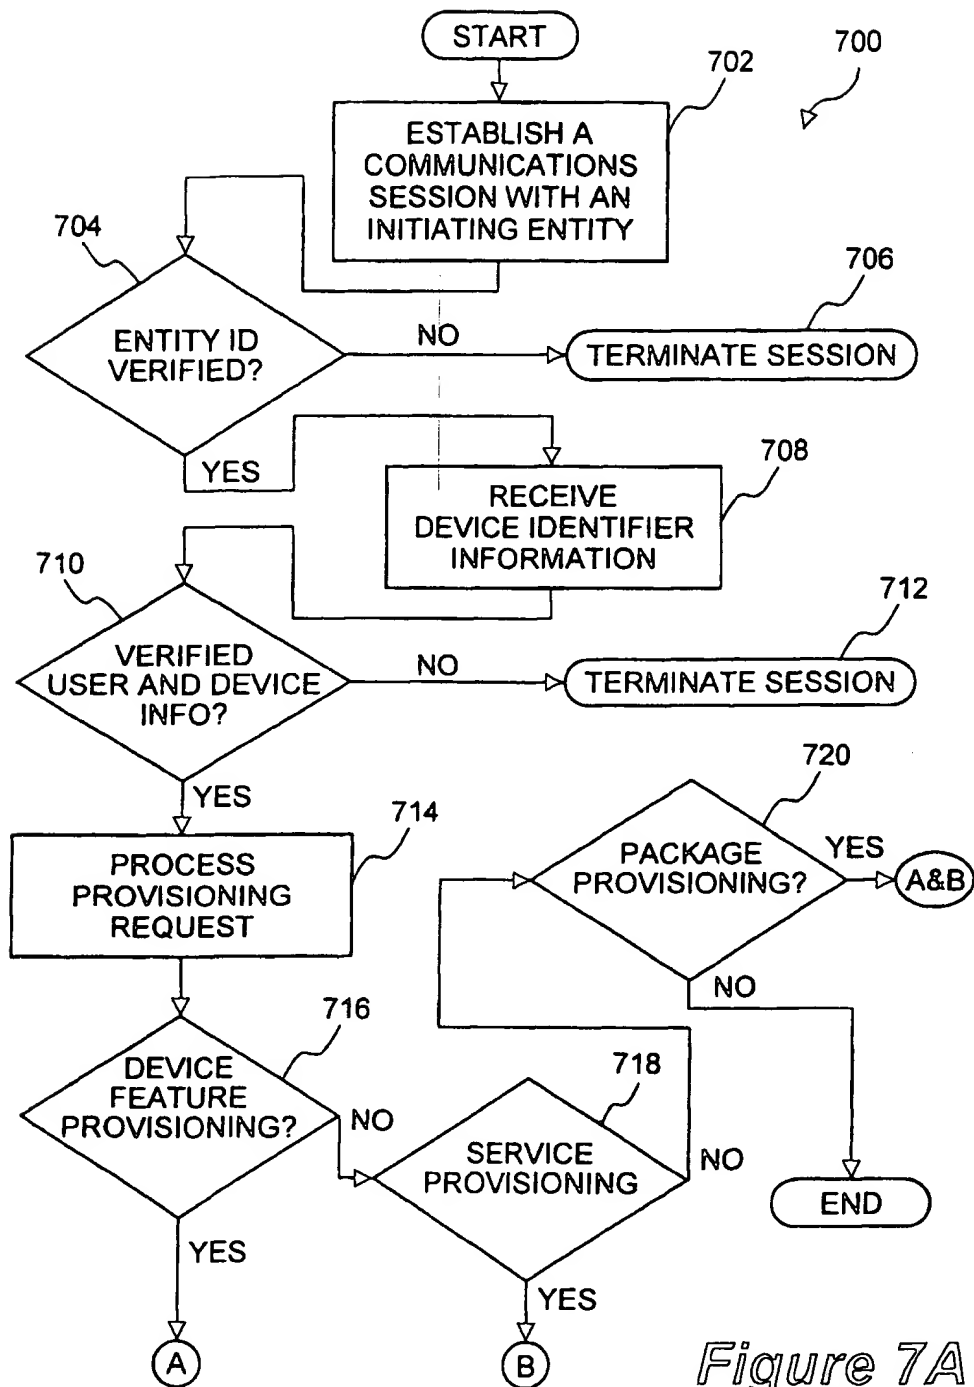 START
700
702
ESTABLISH A
COMMUNICATIONS
SESSION WITH AN
INITIATING ENTITY
704
706
ENTITY ID
VERIFIED?
NO
TERMINATE SESSION
YES
708
RECEIVE
DEVICE IDENTIFIER
INFORMATION
710
712
VERIFIED
USER AND DEVICE
INFO?
NO
TERMINATE SESSION
YES
714
PROCESS
PROVISIONING
REQUEST
720
PACKAGE
PROVISIONING?
YES
A&B
NO
716
DEVICE
FEATURE
PROVISIONING?
NO
718
SERVICE
PROVISIONING
NO
END
YES
YES
A
B
Figure 7A